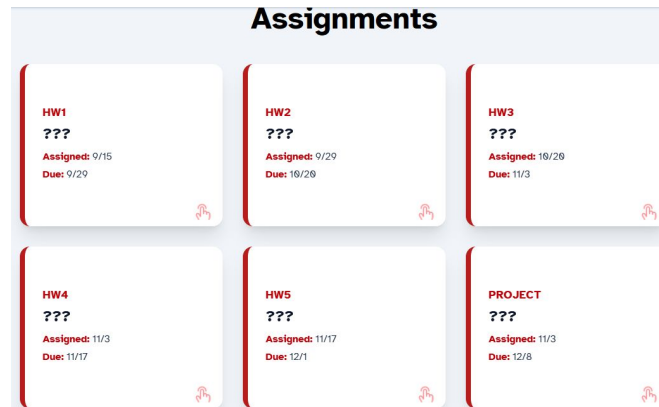 Assignments
HW1
???
Assigned: 9/15
Due: 9/29
HW2
???
Assigned: 9/29
Due: 10/20
HW3
???
Assigned: 10/20
Due: 11/3
HW4
???
Assigned: 11/3
Due: 11/17
HW5
???
Assigned: 11/17
Due: 12/1
PROJECT
???
Assigned: 11/3
Due: 12/8